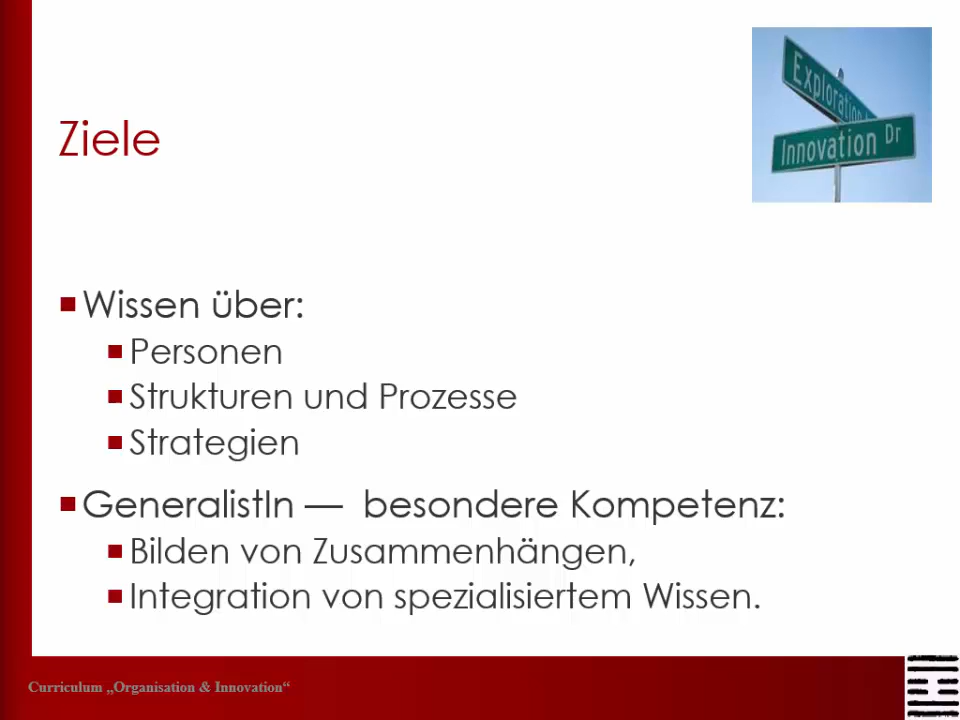 Exploration
Innovation Dr
Ziele
Wissen über:
Personen
Strukturen und Prozesse
Strategien
GeneralistIn — besondere Kompetenz:
Bilden von Zusammenhängen,
Integration von spezialisiertem Wissen.
Curriculum „Organisation & Innovation“